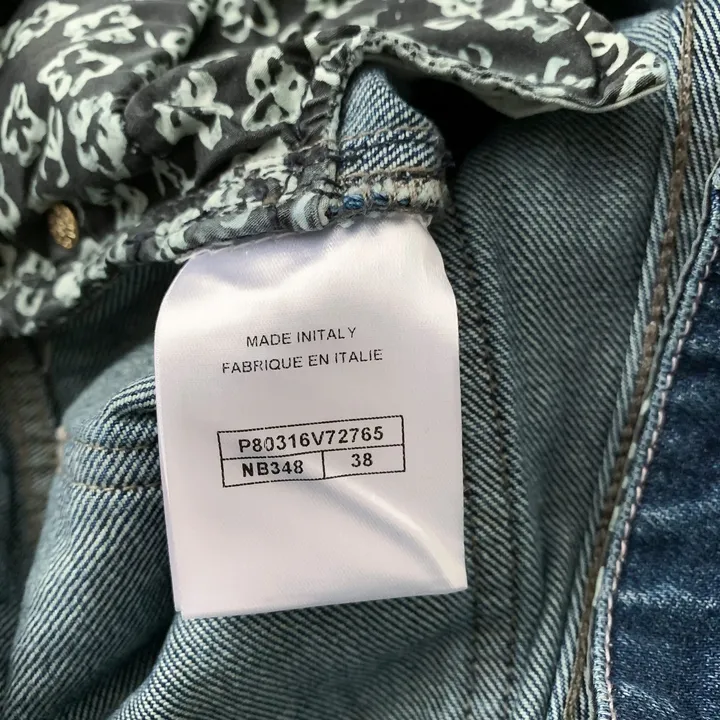 MADE INITALY
FABRIQUE EN ITALIE
P80316V72765
NB348 38